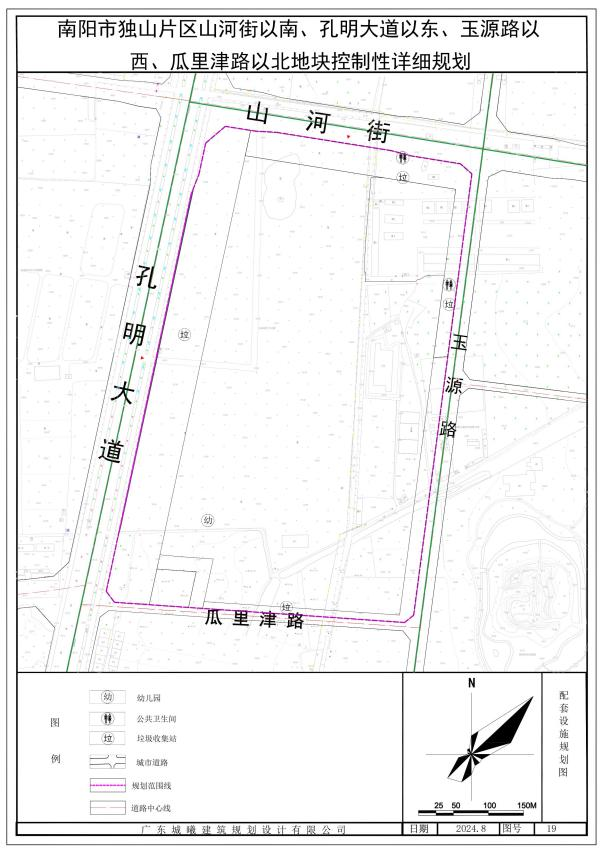 南阳市独山片区山河街以南、孔明大道以东、玉源路以
西、瓜里津路以北地块控制性详细规划
山河街
垃
垃
孔明大道
垃
玉源路
幼
垃
瓜里津路
图例
幼 幼儿园
公共卫生间
垃 垃圾收集站
城市道路
规划范围线
道路中心线
N
25 50 100 150M
配套设施规划图
广东城曦建筑规划设计有限公司
日期 2024.8 图号 19